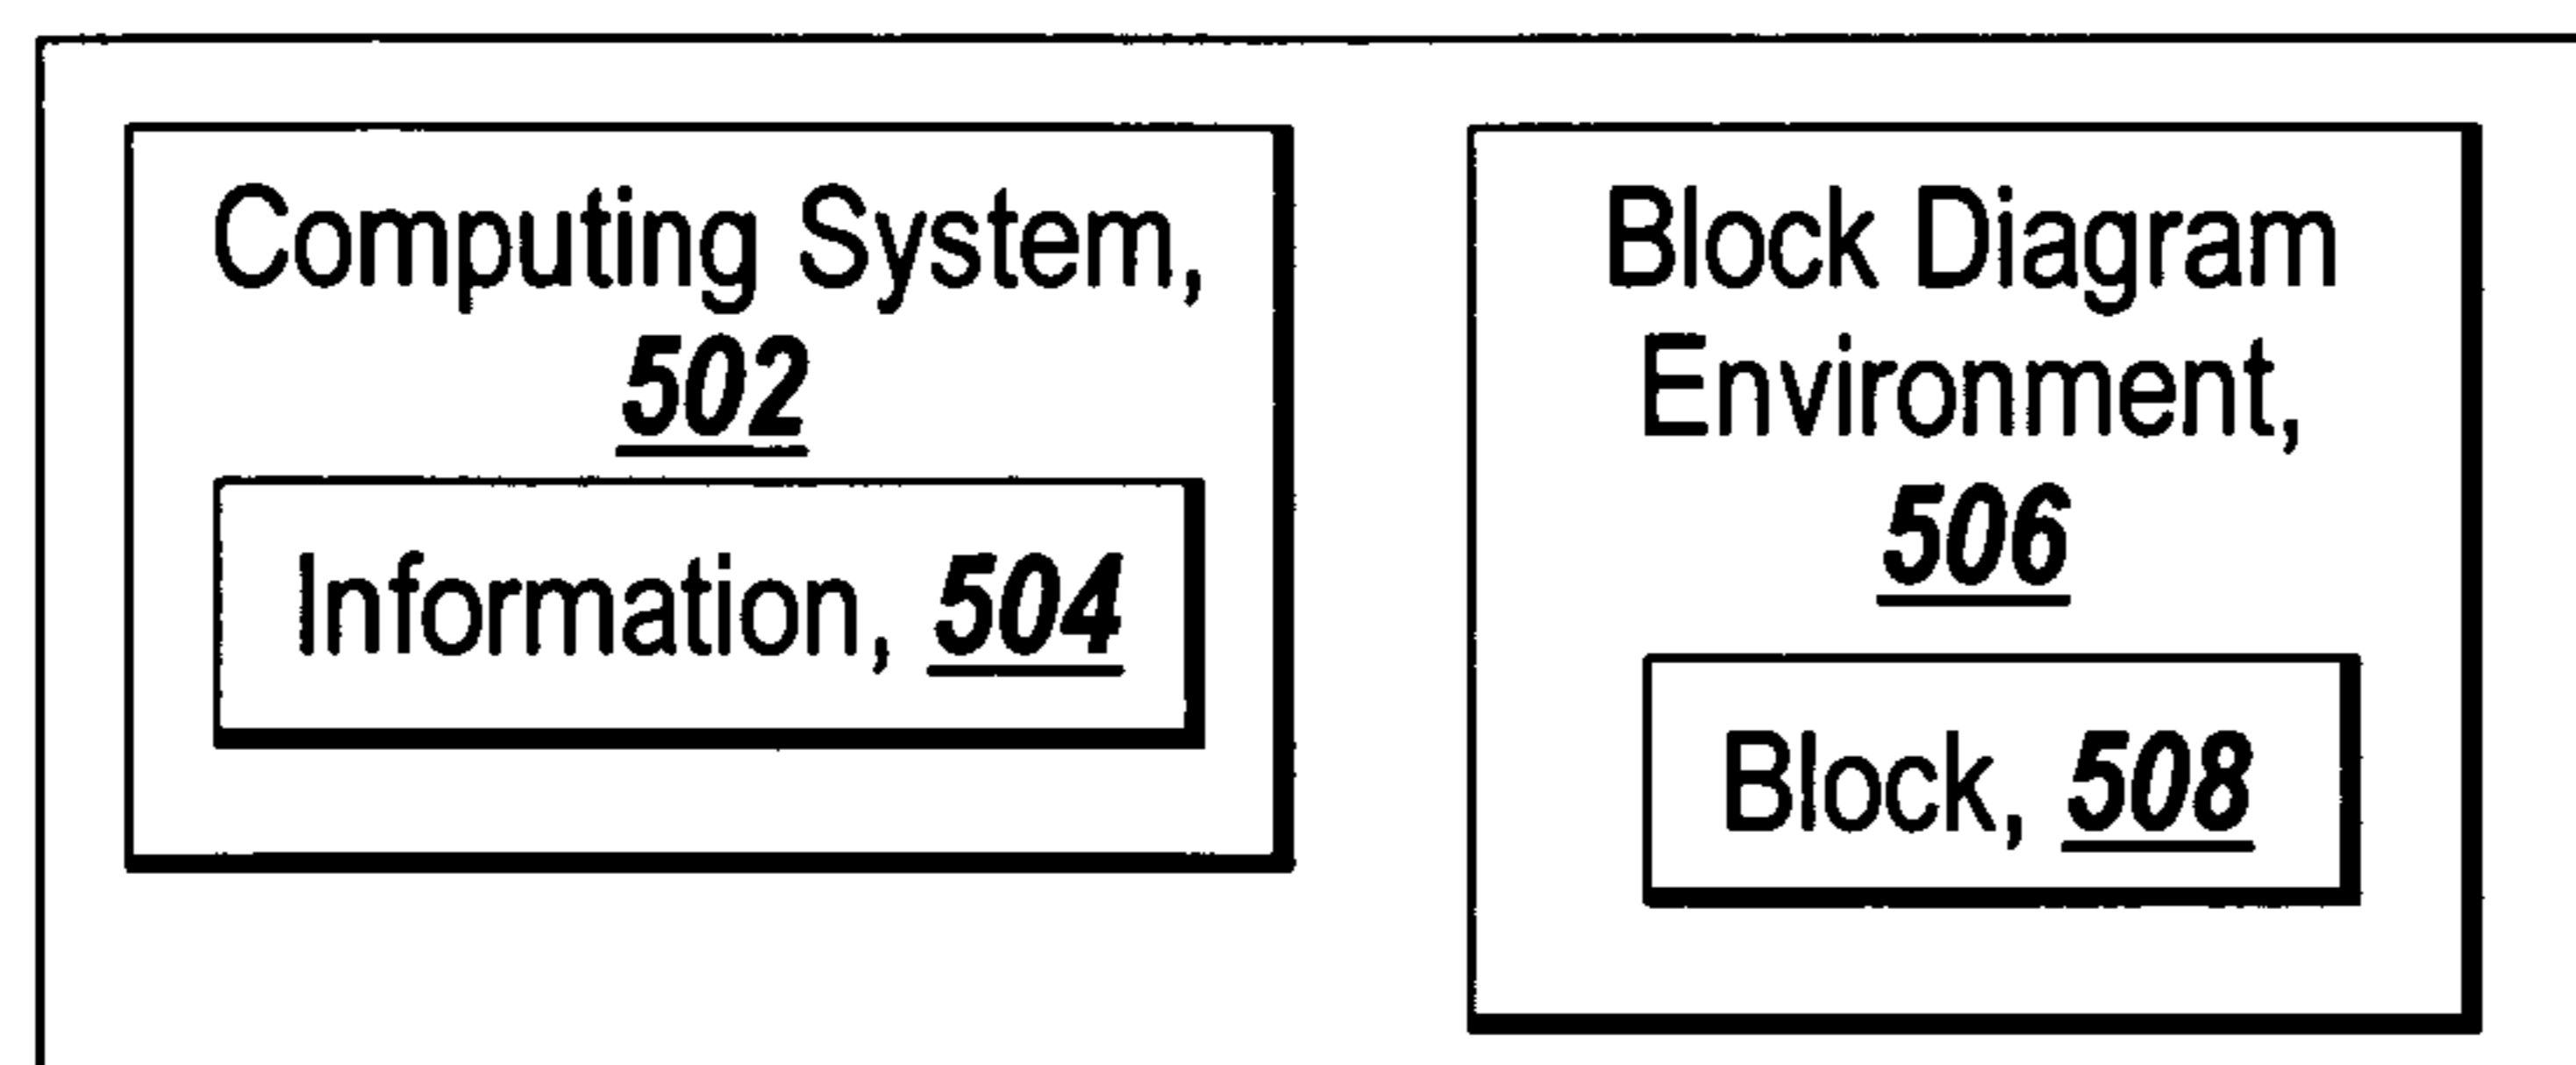 Computing System,
502
Information, 504
Block Diagram
Environment,
506
Block, 508